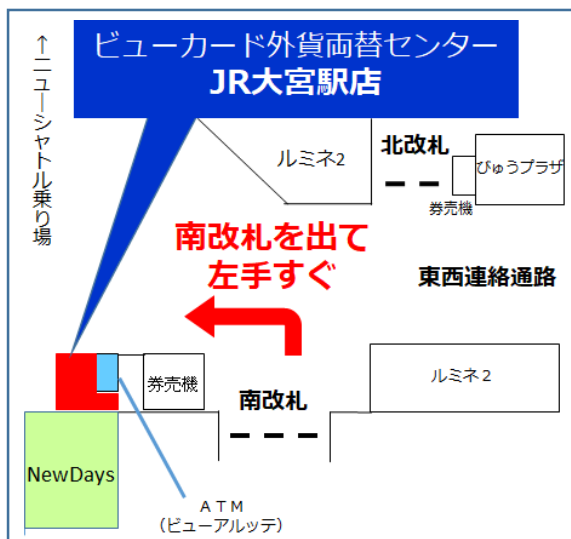 ビューカード外貨両替センター
JR大宮駅店
↑ニューシャトル乗り場
ルミネ2
北改札
びゅうプラザ
券売機
南改札を出て
左手すぐ
東西連絡通路
券売機
南改札
ルミネ2
NewDays
ATM
（ビューアルッテ）